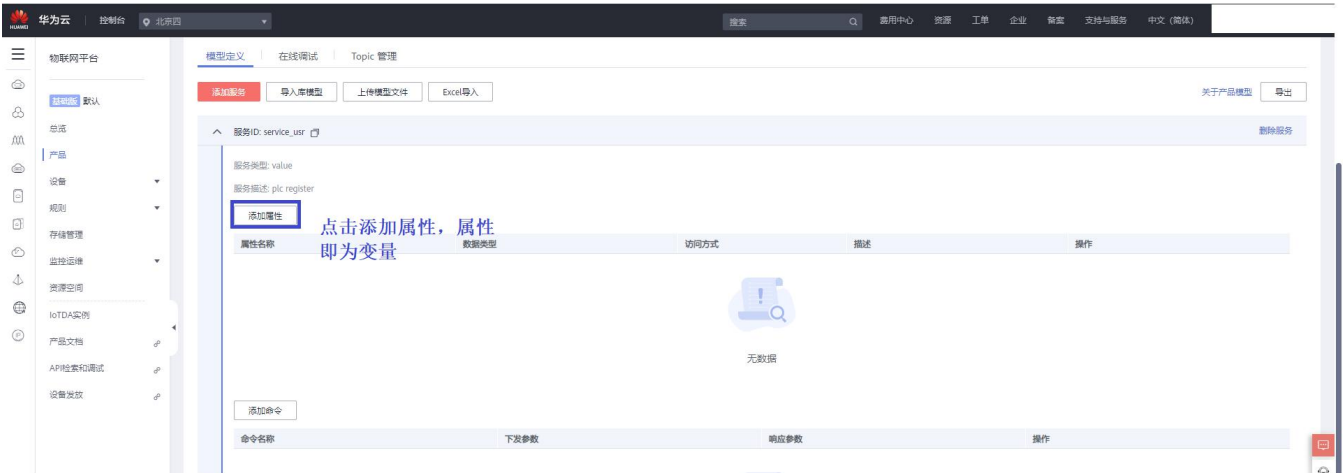 HUAWEI 华为云 控制台 北京四 搜索 费用中心 资源 工单 企业 备案 支持与服务 中文 (简体)
物联网平台
基础版 默认
总览
产品
设备
规则
存储管理
监控运维
资源空间
IoTDA实例
产品文档
API检索和调试
设备发放
模型定义 在线调试 Topic 管理
添加服务 导入库模型 上传模型文件 Excel导入 关于产品模型 导出
服务ID: service_usr 删除服务
服务类型: value
服务描述: plc register
添加属性
点击添加属性，属性
即为变量
属性名称 数据类型 访问方式 描述 操作
无数据
添加命令
命令名称 下发参数 响应参数 操作